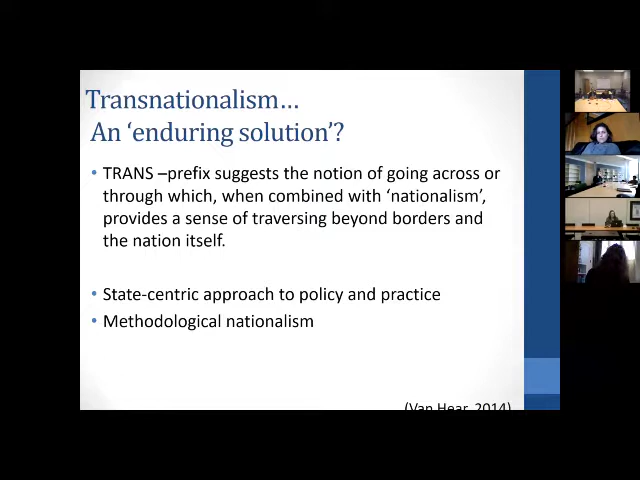 Transnationalism…
An ‘enduring solution’?
• TRANS –prefix suggests the notion of going across or
through which, when combined with ‘nationalism’,
provides a sense of traversing beyond borders and
the nation itself.
• State-centric approach to policy and practice
• Methodological nationalism
(Van Hear, 2014)